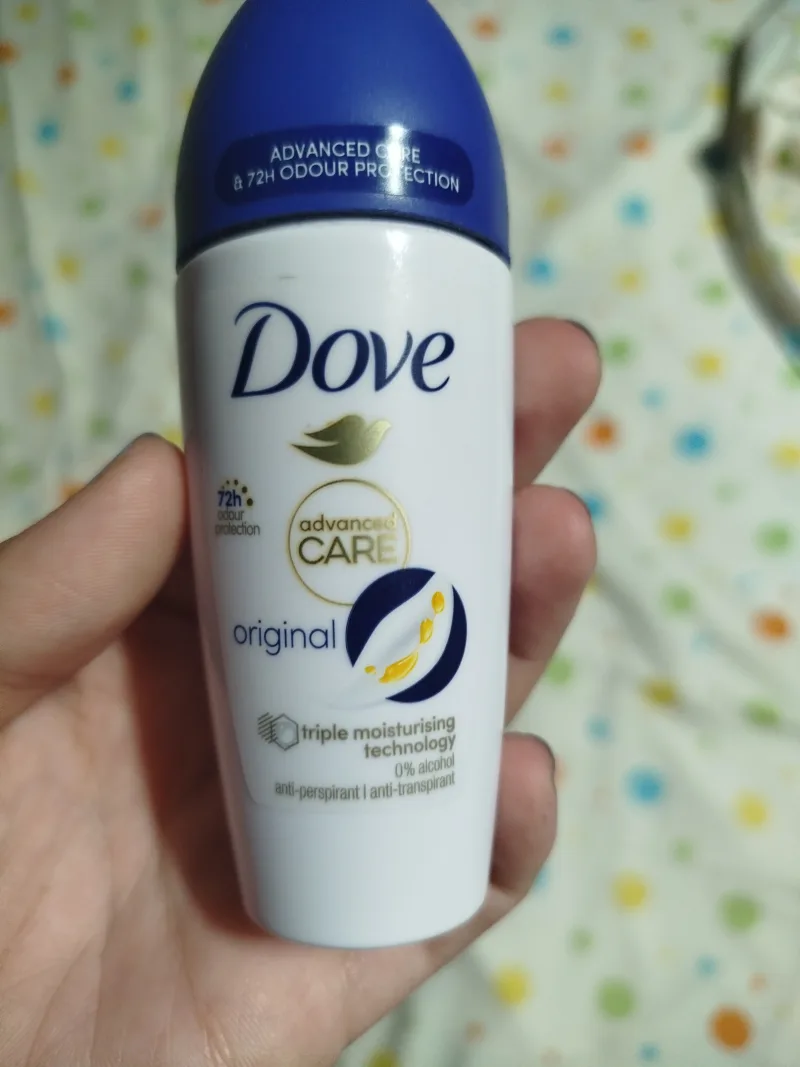 ADVANCED CARE
& 72H ODOUR PROTECTION
Dove
72h
odour
protection
advanced
CARE
original
triple moisturising
technology
0% alcohol
anti-perspirant | anti-transpirant